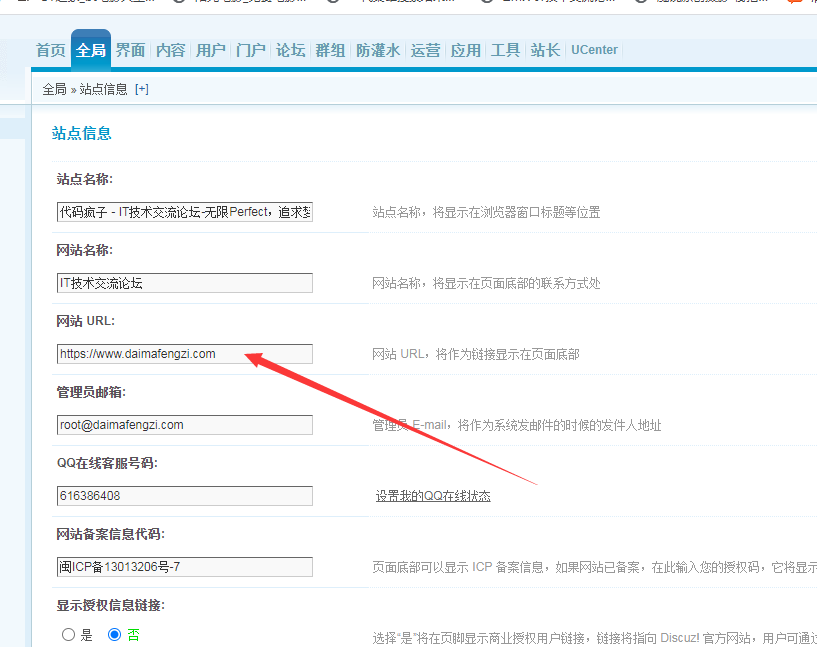 首页 全局 界面 内容 用户 门户 论坛 群组 防灌水 运营 应用 工具 站长 UCenter
全局 » 站点信息 [+]
站点信息
站点名称:
代码疯子 - IT技术交流论坛-无限Perfect，追求
站点名称，将显示在浏览器窗口标题等位置
网站名称:
IT技术交流论坛
网站名称，将显示在页面底部的联系方式处
网站 URL:
https://www.daimafengzi.com
网站 URL，将作为链接显示在页面底部
管理员邮箱:
root@daimafengzi.com
管理员 E-mail，将作为系统发邮件的时候的发件人地址
QQ在线客服号码:
616386408
设置我的QQ在线状态
网站备案信息代码:
闽ICP备13013206号-7
页面底部可以显示 ICP 备案信息，如果网站已备案，在此输入您的授权码，它将显示
显示授权信息链接:
是 否
选择“是”将在页脚显示商业授权用户链接，链接将指向 Discuz! 官方网站，用户可通过